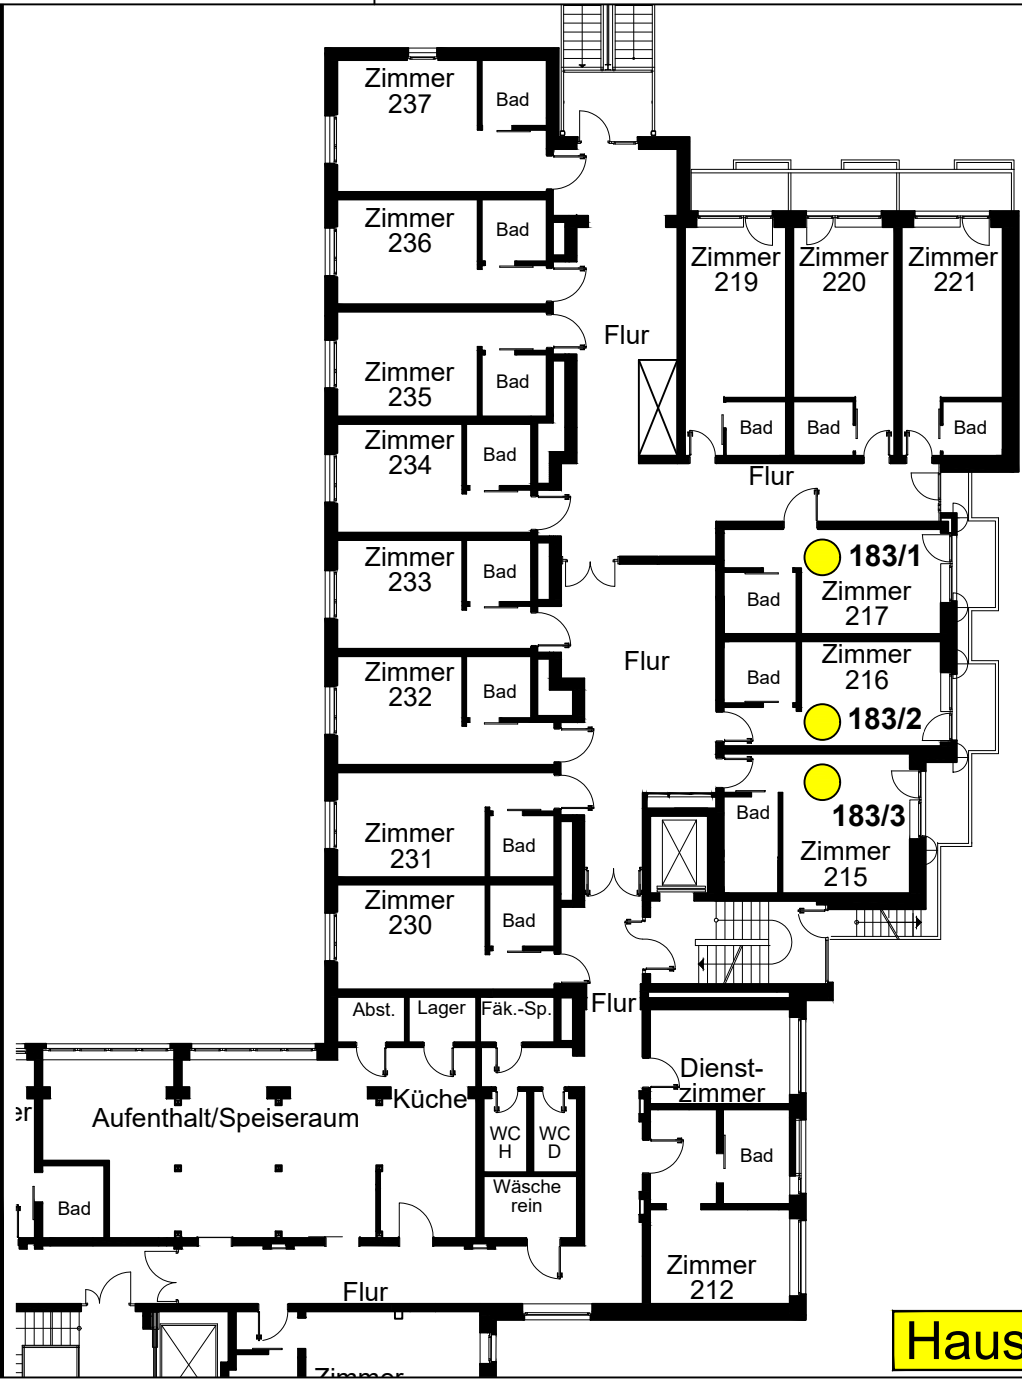 Zimmer
237
Bad
Zimmer
236
Bad
Zimmer
219
Zimmer
220
Zimmer
221
Flur
Zimmer
235
Bad
Zimmer
234
Bad
Bad
Bad
Bad
Flur
183/1
Zimmer
233
Bad
Bad
Zimmer
217
Zimmer
232
Bad
Flur
Bad
Zimmer
216
183/2
Zimmer
231
Bad
Bad
183/3
Zimmer
215
Zimmer
230
Bad
Abst.
Lager
Fäk.-Sp.
Flur
Dienst-
zimmer
Küche
er
Aufenthalt/Speiseraum
WC
H
WC
D
Bad
Bad
Wäsche
rein
Zimmer
212
Flur
Haus
Zimmer